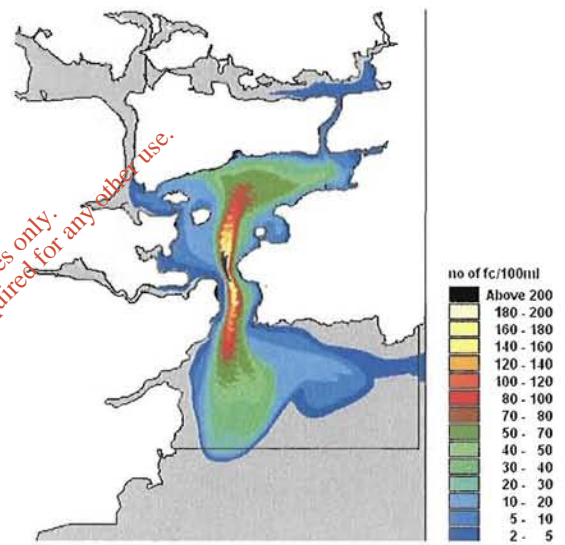 es only.
quired for any other use.
no of fc/100ml
Above 200
180 - 200
160 - 180
140 - 160
120 - 140
100 - 120
80 - 100
70 - 80
50 - 70
40 - 50
30 - 40
20 - 30
10 - 20
5 - 10
2 - 5